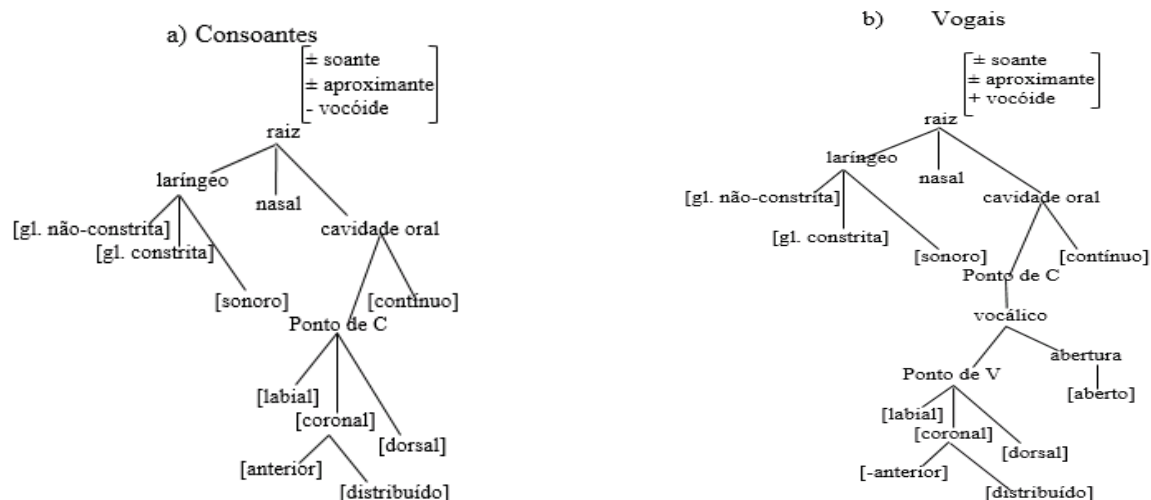 a) Consoantes
± soante
± aproximante
- vocóide
raiz
laríngeo
nasal
[gl. não-constrita]
cavidade oral
[gl. constrita]
[sonoro]
[contínuo]
Ponto de C
[labial]
[coronal]
[dorsal]
[anterior]
[distribuído]
b) Vogais
± soante
± aproximante
+ vocóide
raiz
laríngeo
nasal
[gl. não-constrita]
cavidade oral
[gl. constrita]
[sonoro]
[contínuo]
Ponto de C
vocálico
abertura
Ponto de V
[aberto]
[labial]
[coronal]
[dorsal]
[-anterior]
[distribuído]